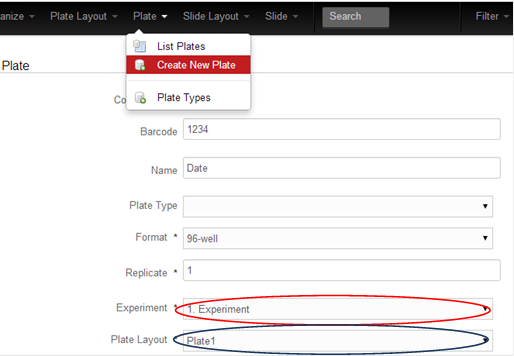 anize Plate Layout Plate Slide Layout Slide Search Filter
List Plates
Create New Plate
Plate Types
Plate
Co
Barcode 1234
Name Date
Plate Type
Format * 96-well
Replicate * 1
Experiment * 1. Experiment
Plate Layout Plate1